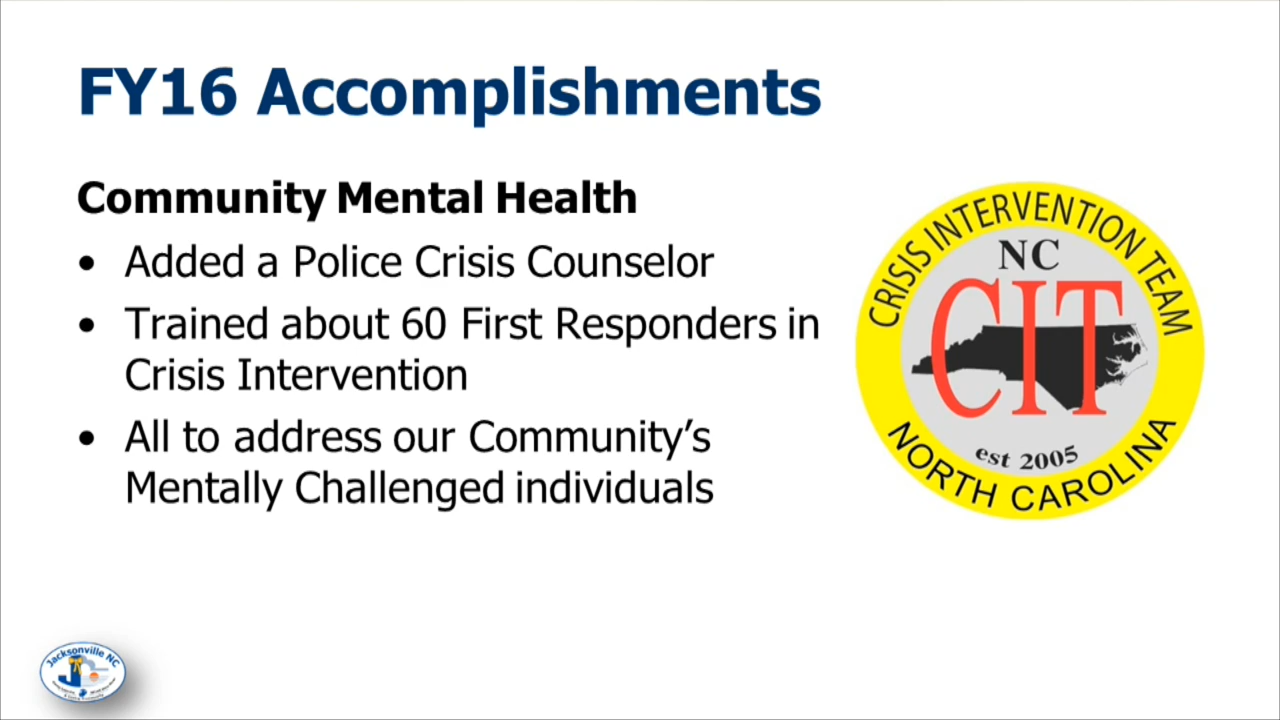 FY16 Accomplishments
Community Mental Health
• Added a Police Crisis Counselor
• Trained about 60 First Responders in
Crisis Intervention
• All to address our Community’s
Mentally Challenged individuals
CRISIS INTERVENTION TEAM
NC
CIT
est 2005
NORTH CAROLINA
Jacksonville NC